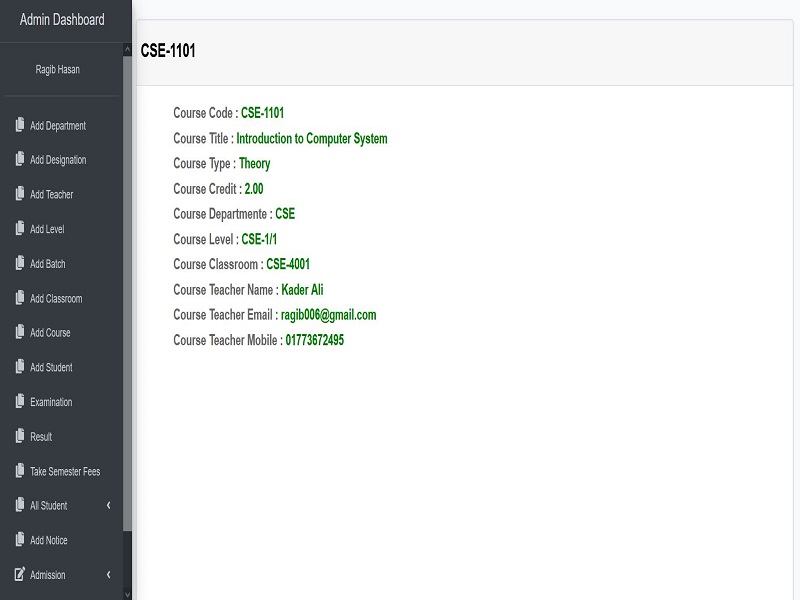 Admin Dashboard
Ragib Hasan
Add Department
Add Designation
Add Teacher
Add Level
Add Batch
Add Classroom
Add Course
Add Student
Examination
Result
Take Semester Fees
All Student
Add Notice
Admission
CSE-1101
Course Code : CSE-1101
Course Title : Introduction to Computer System
Course Type : Theory
Course Credit : 2.00
Course Departmente : CSE
Course Level : CSE-1/1
Course Classroom : CSE-4001
Course Teacher Name : Kader Ali
Course Teacher Email : ragib006@gmail.com
Course Teacher Mobile : 01773672495